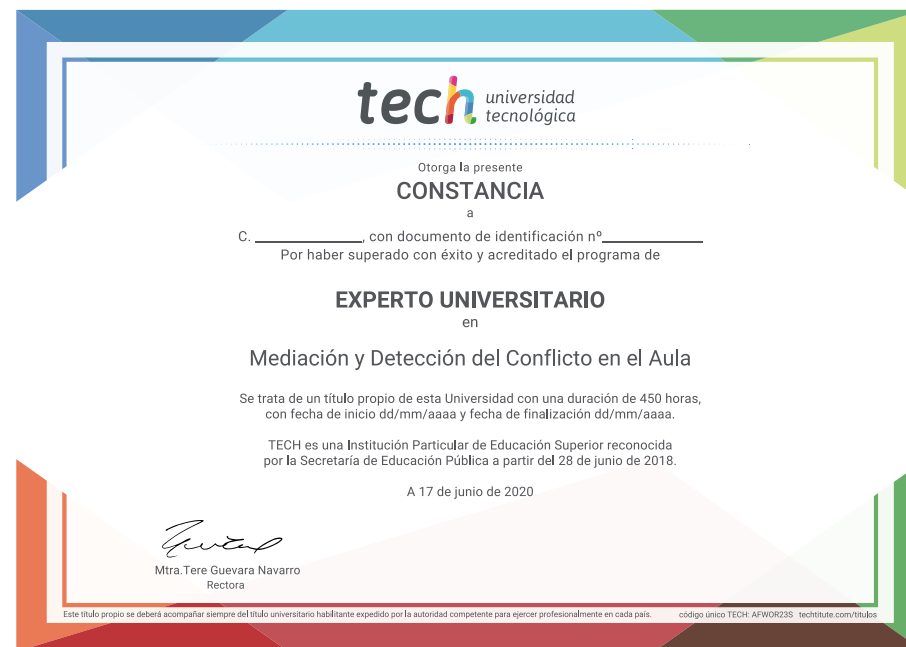 tech universidad
tecnológica
Otorga la presente
CONSTANCIA
a
C. ______________, con documento de identificación nº_____________
Por haber superado con éxito y acreditado el programa de
EXPERTO UNIVERSITARIO
en
Mediación y Detección del Conflicto en el Aula
Se trata de un título propio de esta Universidad con una duración de 450 horas,
con fecha de inicio dd/mm/aaaa y fecha de finalización dd/mm/aaaa.
TECH es una Institución Particular de Educación Superior reconocida
por la Secretaría de Educación Pública a partir del 28 de junio de 2018.
A 17 de junio de 2020
Mtra.Tere Guevara Navarro
Rectora
Este título propio se deberá acompañar siempre del título universitario habilitante expedido por la autoridad competente para ejercer profesionalmente en cada país. código único TECH: AFWOR23S techtitute.com/titulos